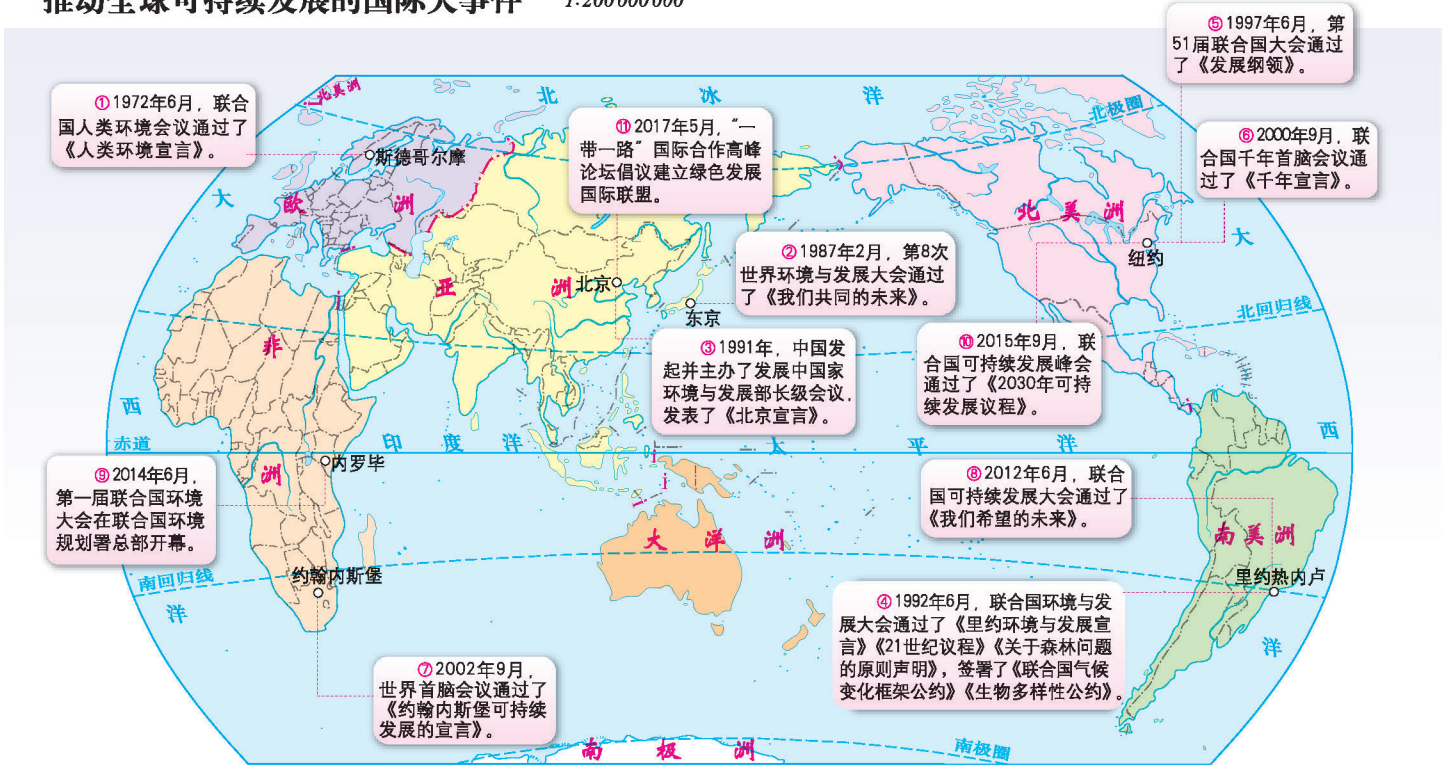 推动全球可持续发展的国际大事件 1:200 000 000
⑤1997年6月，第
51届联合国大会通过
了《发展纲领》。
①1972年6月，联合
国人类环境会议通过了
《人类环境宣言》。
北美洲
北 冰 洋
北极圈
⑪2017年5月，“一
带一路”国际合作高峰
论坛倡议建立绿色发展
国际联盟。
⑥2000年9月，联
合国千年首脑会议通
过了《千年宣言》。
斯德哥尔摩
大
欧 洲
北 美 洲
大
②1987年2月，第8次
世界环境与发展大会通过
了《我们共同的未来》。
纽约
亚 洲
北京
东京
北回归线
③1991年，中国发
起并主办了发展中国家
环境与发展部长级会议，
发表了《北京宣言》。
⑩2015年9月，联
合国可持续发展峰会
通过了《2030年可持
续发展议程》。
非
西
赤道
印 度 洋
太 平 洋
西
洲
内罗毕
⑨2014年6月，
第一届联合国环境
大会在联合国环境
规划署总部开幕。
⑧2012年6月，联合
国可持续发展大会通过了
《我们希望的未来》。
大 洋 洲
南美洲
南回归线
约翰内斯堡
里约热内卢
洋
④1992年6月，联合国环境与发
展大会通过了《里约环境与发展宣
言》《21世纪议程》《关于森林问题
的原则声明》，签署了《联合国气候
变化框架公约》《生物多样性公约》。
洋
⑦2002年9月，
世界首脑会议通过了
《约翰内斯堡可持续
发展的宣言》。
南 极 洲
南极圈